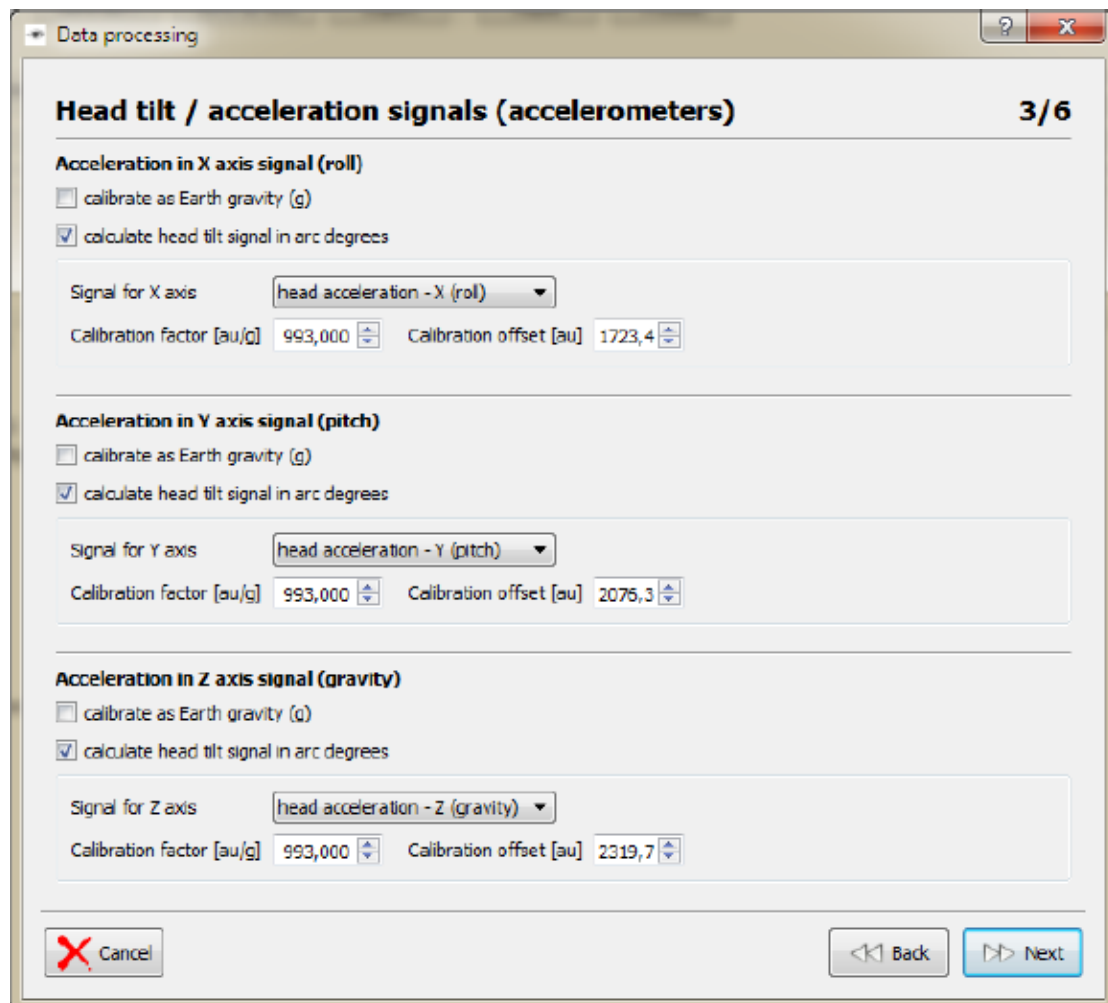 Data processing
Head tilt / acceleration signals (accelerometers) 3/6
Acceleration in X axis signal (roll)
calibrate as Earth gravity (g)
calculate head tilt signal in arc degrees
Signal for X axis head acceleration - X (roll)
Calibration factor [au/g] 993,000 Calibration offset [au] 1723,4
Acceleration in Y axis signal (pitch)
calibrate as Earth gravity (g)
calculate head tilt signal in arc degrees
Signal for Y axis head acceleration - Y (pitch)
Calibration factor [au/g] 993,000 Calibration offset [au] 2076,3
Acceleration in Z axis signal (gravity)
calibrate as Earth gravity (g)
calculate head tilt signal in arc degrees
Signal for Z axis head acceleration - Z (gravity)
Calibration factor [au/g] 993,000 Calibration offset [au] 2319,7
Cancel Back Next